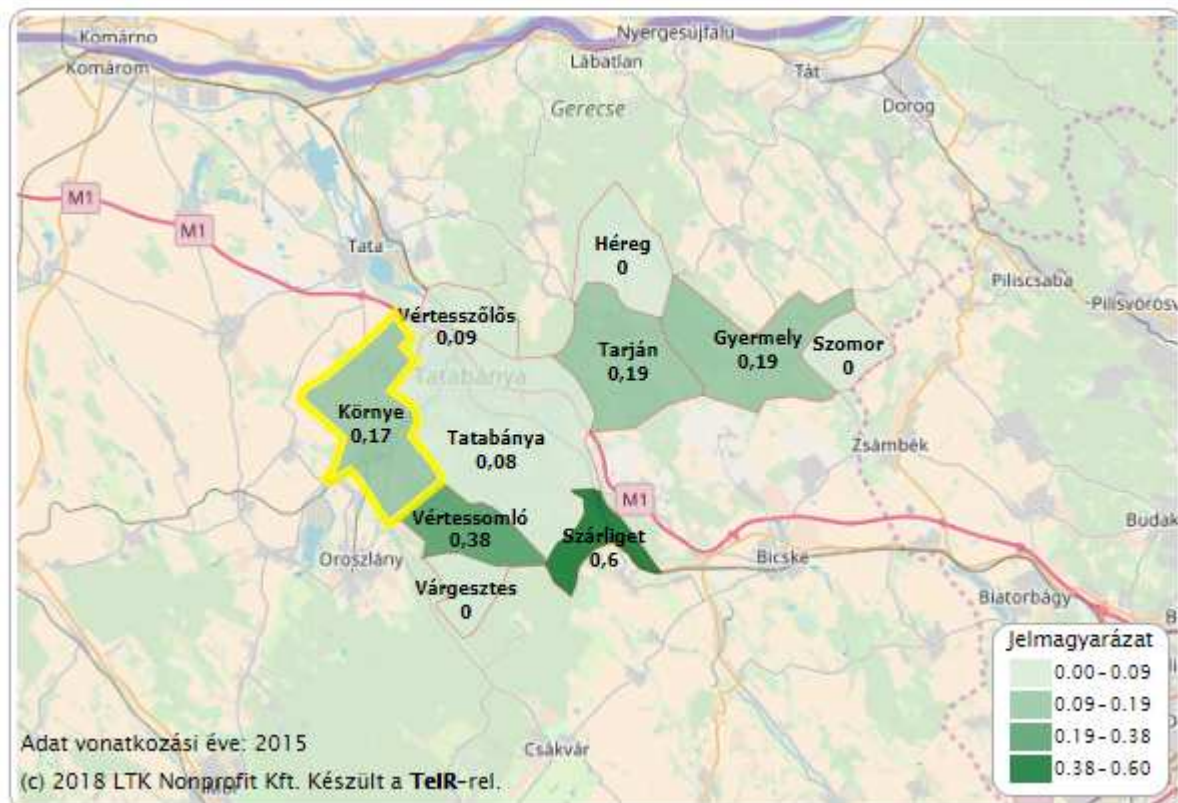 Komárno
Komárom
Nyergesújfalu
Lábatlan
Tát
Dorog
Gerecse
M1
M1
Tata
Héreg
0
Piliscsaba
Vértesszőlős
0,09
Tarján
0,19
Gyermely
0,19
Szomor
0
Tatabánya
Környe
0,17
Tatabánya
0,08
Zsámbék
M1
Vértessomló
0,38
Szárliget
0,6
Oroszlány
Bicske
Budak
Várgesztes
0
Biatorbágy
Jelmagyarázat
0.00-0.09
0.09-0.19
0.19-0.38
0.38-0.60
Adat vonatkozási éve: 2015
Csákvár
(c) 2018 LTK Nonprofit Kft. Készült a TeIR-rel.